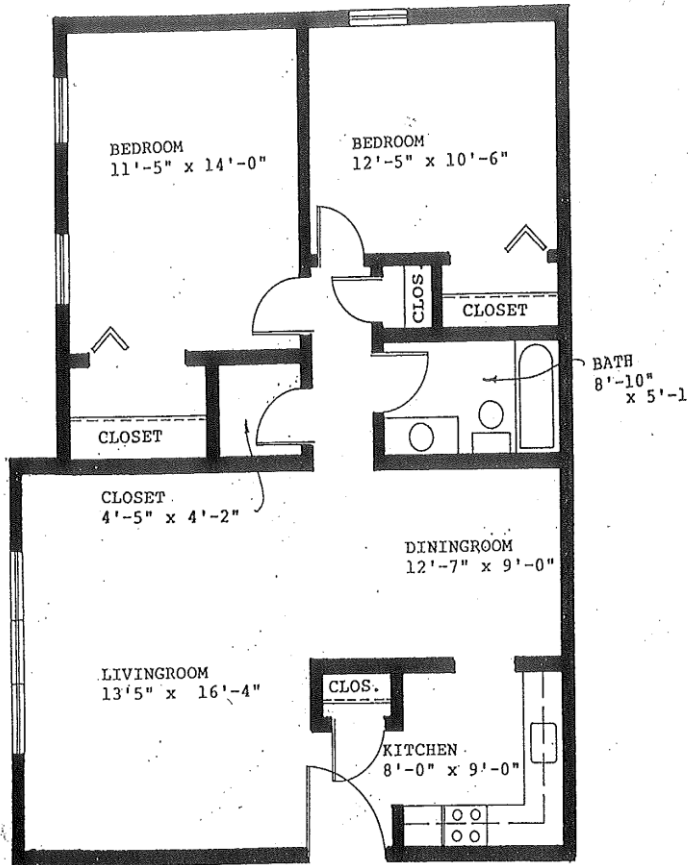 BEDROOM
11'-5" x 14'-0"
BEDROOM
12'-5" x 10'-6"
CLOS.
CLOSET
BATH
8'-10"
x 5'-1
CLOSET
CLOSET
4'-5" x 4'-2"
DININGROOM
12'-7" x 9'-0"
LIVINGROOM
13'5" x 16'-4"
CLOS.
KITCHEN
8'-0" x 9'-0"